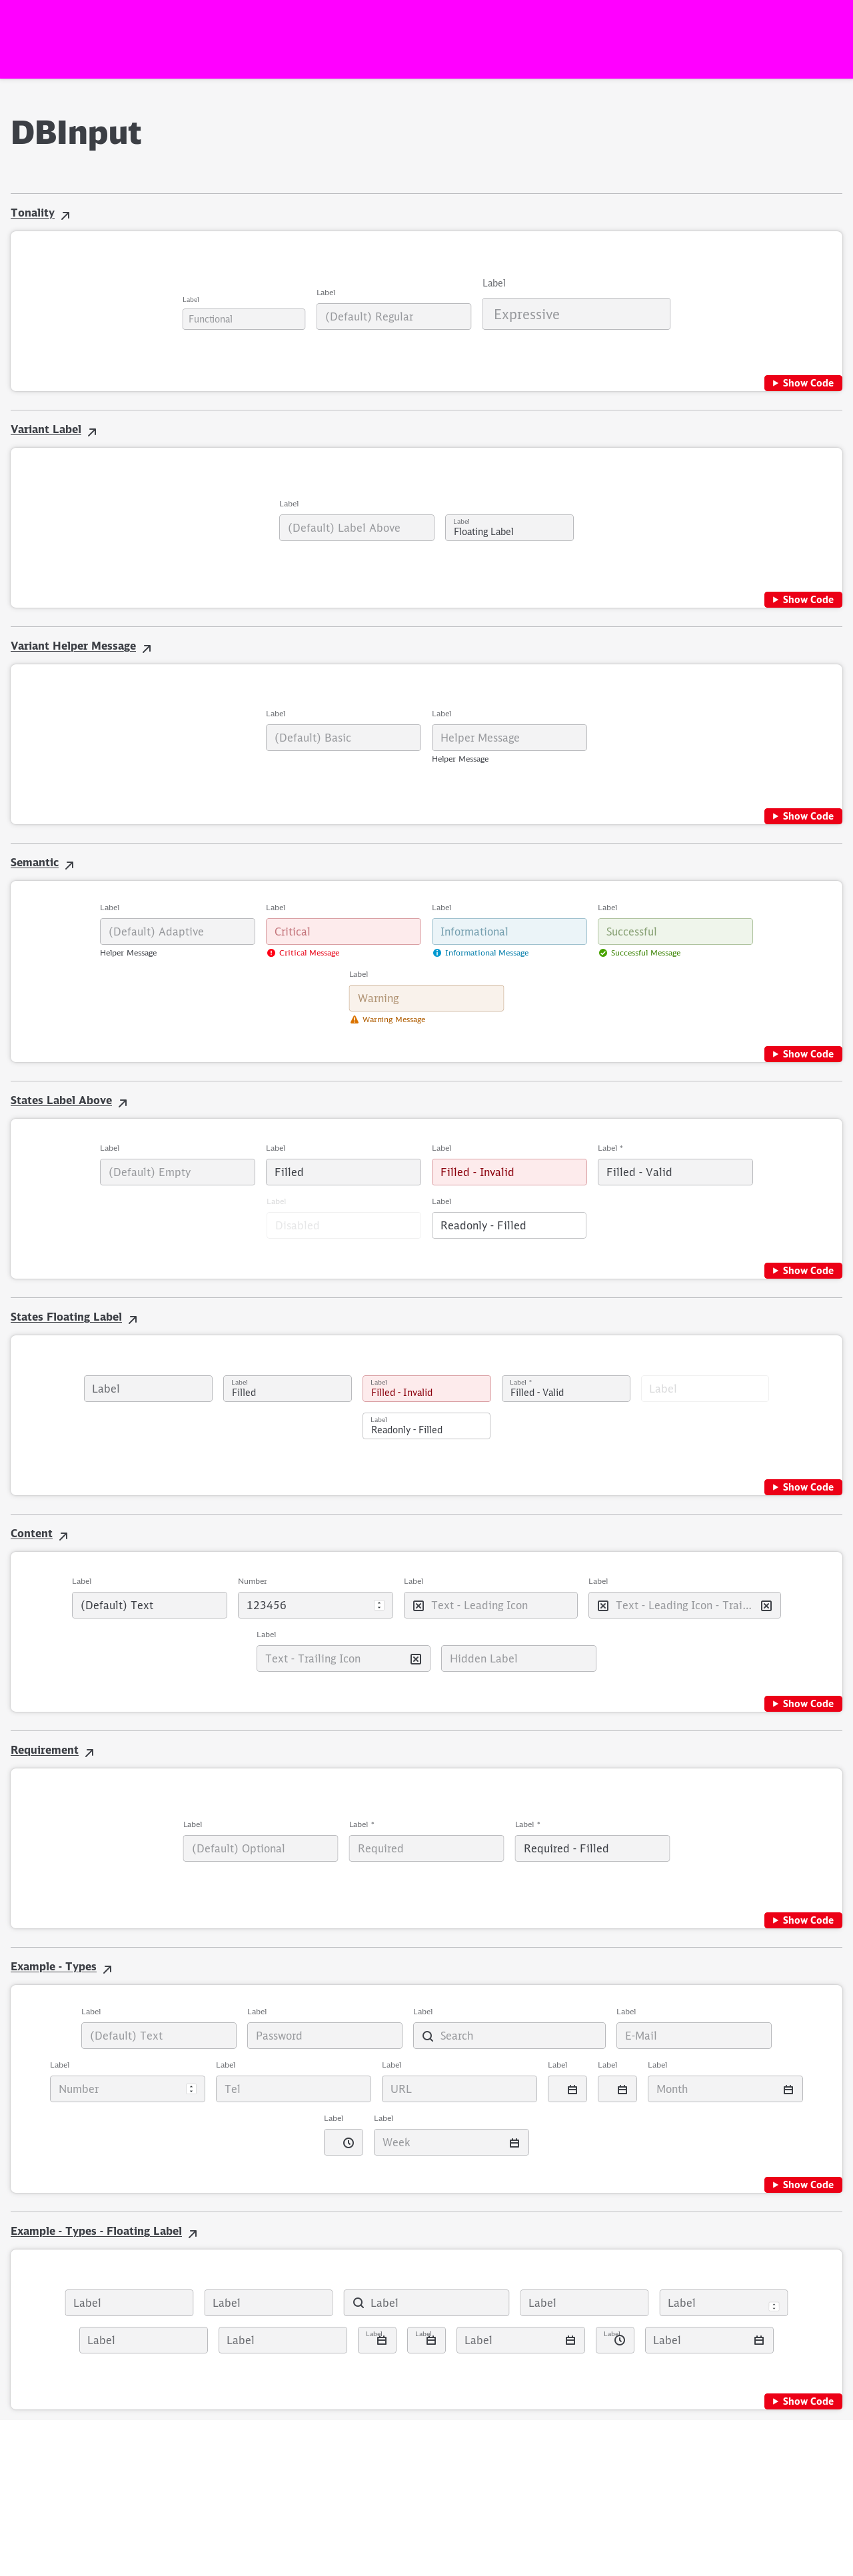 DBInput
Tonality
Label
Label
Label
Functional
(Default) Regular
Expressive
Show Code
Variant Label
Label
(Default) Label Above
Label
Floating Label
Show Code
Variant Helper Message
Label
Label
(Default) Basic
Helper Message
Helper Message
Show Code
Semantic
Label
Label
Label
Label
(Default) Adaptive
Critical
Informational
Successful
Helper Message
Critical Message
Informational Message
Successful Message
Label
Warning
Warning Message
Show Code
States Label Above
Label
Label
Label
Label *
(Default) Empty
Filled
Filled - Invalid
Filled - Valid
Label
Label
Disabled
Readonly - Filled
Show Code
States Floating Label
Label
Label
Filled
Label
Filled - Invalid
Label *
Filled - Valid
Label
Label
Readonly - Filled
Show Code
Content
Label
Number
Label
Label
(Default) Text
123456
Text - Leading Icon
Text - Leading Icon - Trai...
Label
Text - Trailing Icon
Hidden Label
Show Code
Requirement
Label
Label *
Label *
(Default) Optional
Required
Required - Filled
Show Code
Example - Types
Label
Label
Label
Label
(Default) Text
Password
Search
E-Mail
Label
Label
Label
Label
Label
Label
Number
Tel
URL
Month
Label
Label
Week
Show Code
Example - Types - Floating Label
Label
Label
Label
Label
Label
Label
Label
Label
Label
Label
Label
Label
Show Code